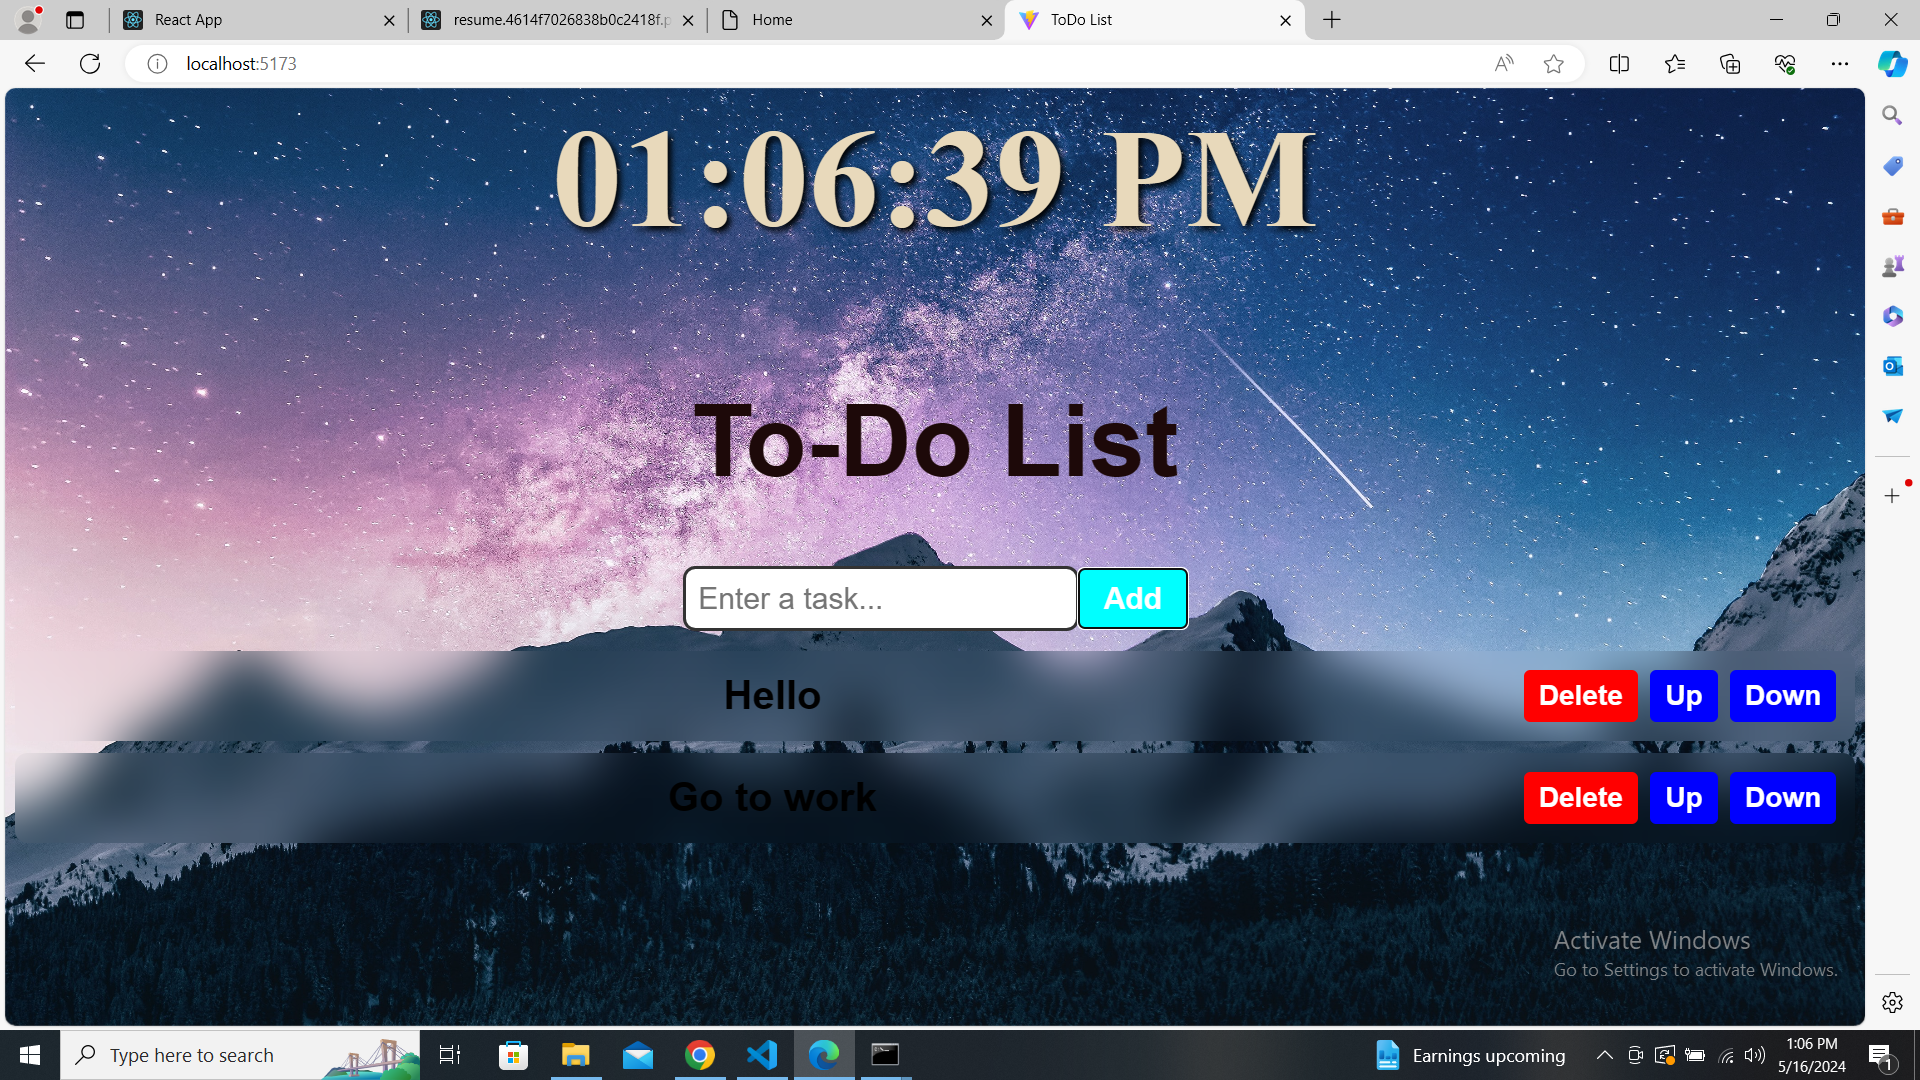 React App
resume.4614f7026838b0c2418f.p
Home
ToDo List
localhost:5173
01:06:39 PM
To-Do List
Enter a task...
Add
Hello
Delete
Up
Down
Go to work
Delete
Up
Down
Activate Windows
Go to Settings to activate Windows.
Type here to search
Earnings upcoming
1:06 PM
5/16/2024
1